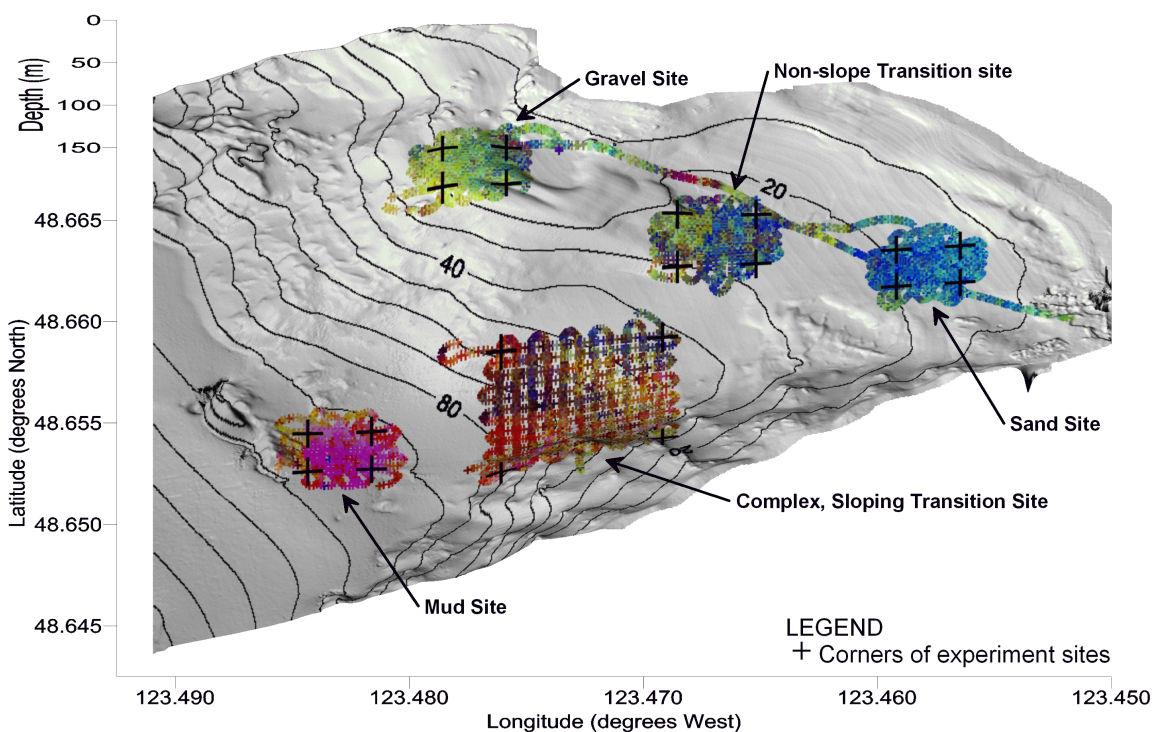 0
50
100
150
Depth (m)
Gravel Site
Non-slope Transition site
20
48.665
40
48.660
80
48.655
Sand Site
Complex, Sloping Transition Site
48.650
Latitude (degrees North)
Mud Site
48.645
LEGEND
+ Corners of experiment sites
123.490
123.480
123.470
123.460
123.450
Longitude (degrees West)